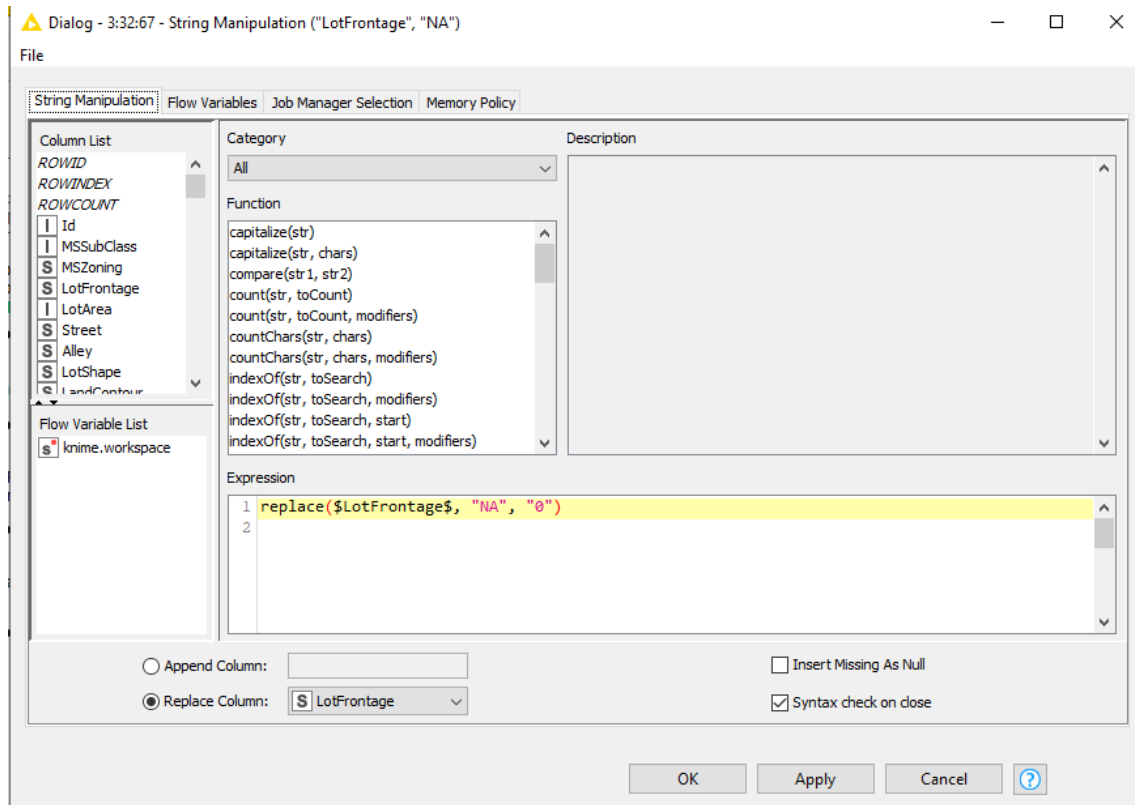 Dialog - 3:32:67 - String Manipulation ("LotFrontage", "NA")
File
String Manipulation Flow Variables Job Manager Selection Memory Policy
Column List
ROWID
ROWINDEX
ROWCOUNT
I Id
I MSSubClass
S MSZoning
S LotFrontage
I LotArea
S Street
S Alley
S LotShape
S LandContour
Flow Variable List
s knime.workspace
Category
All
Function
capitalize(str)
capitalize(str, chars)
compare(str1, str2)
count(str, toCount)
count(str, toCount, modifiers)
countChars(str, chars)
countChars(str, chars, modifiers)
indexOf(str, toSearch)
indexOf(str, toSearch, modifiers)
indexOf(str, toSearch, start)
indexOf(str, toSearch, start, modifiers)
Description
Expression
1 replace($LotFrontage$, "NA", "0")
2
Append Column:
Replace Column: S LotFrontage
Insert Missing As Null
Syntax check on close
OK Apply Cancel ?